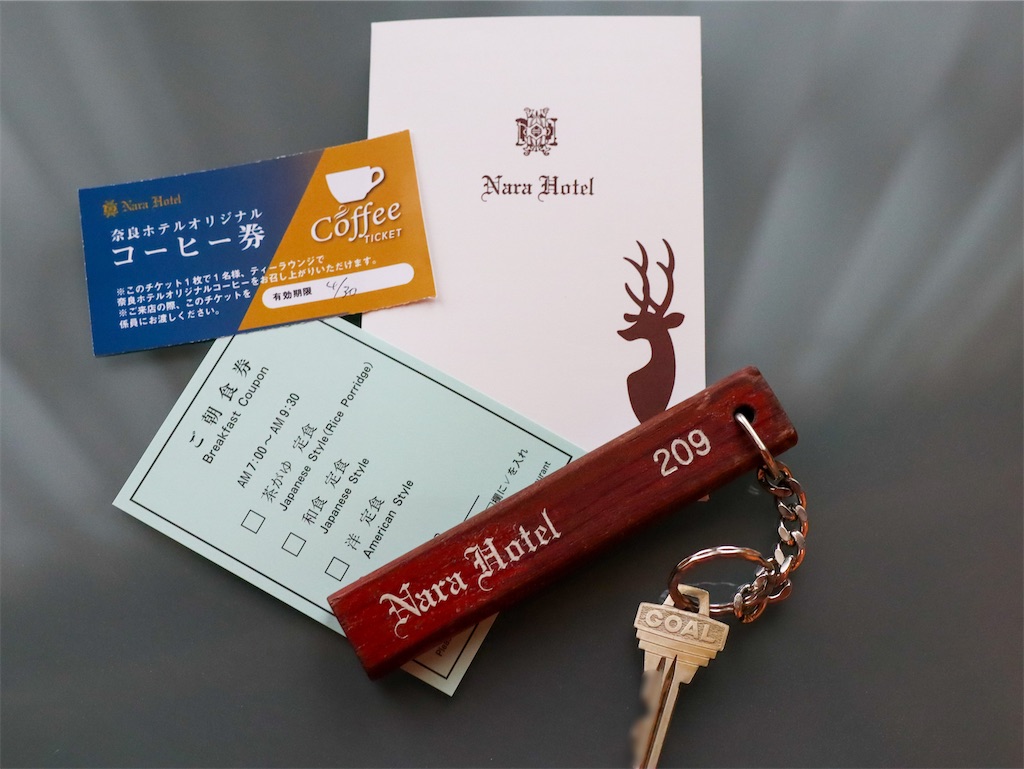 Nara Hotel
Nara Hotel
奈良ホテルオリジナル
コーヒー券
Coffee
TICKET
※このチケット1枚で1名様、ティーラウンジで
奈良ホテルオリジナルコーヒーをお召し上がりいただけます。
※ご来店の際、このチケットを
係員にお渡しください。
有効期限 4/30
ご朝食券
Breakfast Coupon
AM 7:00～AM 9:30
茶がゆ 定食
Japanese Style(Rice Porridge)
和食 定食
Japanese Style
洋 定食
American Style
欄に✓を入れ
Nara Hotel
209
GOAL